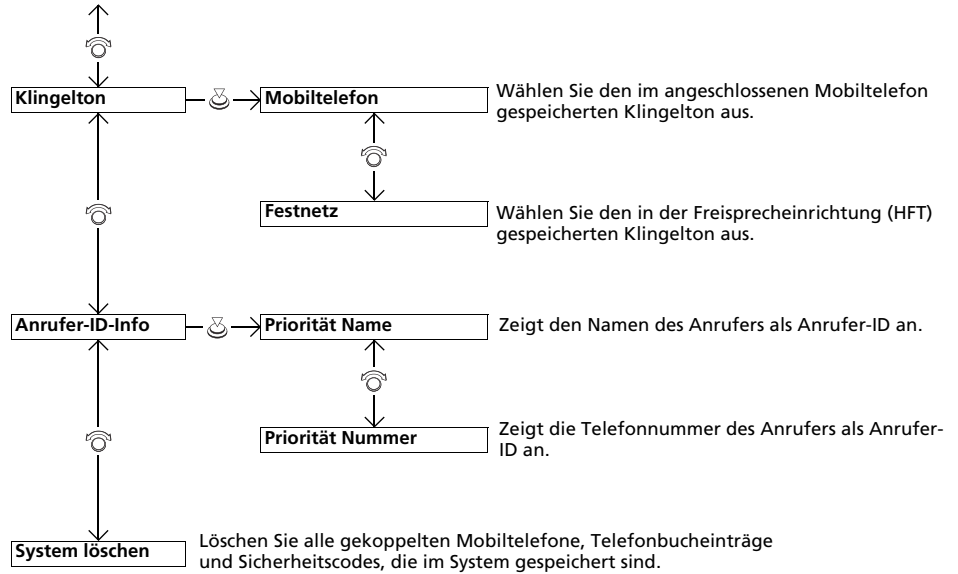 Klingelton
Mobiltelefon
Wählen Sie den im angeschlossenen Mobiltelefon
gespeicherten Klingelton aus.
Festnetz
Wählen Sie den in der Freisprecheinrichtung (HFT)
gespeicherten Klingelton aus.
Anrufer-ID-Info
Priorität Name
Zeigt den Namen des Anrufers als Anrufer-ID an.
Priorität Nummer
Zeigt die Telefonnummer des Anrufers als Anrufer-
ID an.
System löschen
Löschen Sie alle gekoppelten Mobiltelefone, Telefonbucheinträge
und Sicherheitscodes, die im System gespeichert sind.